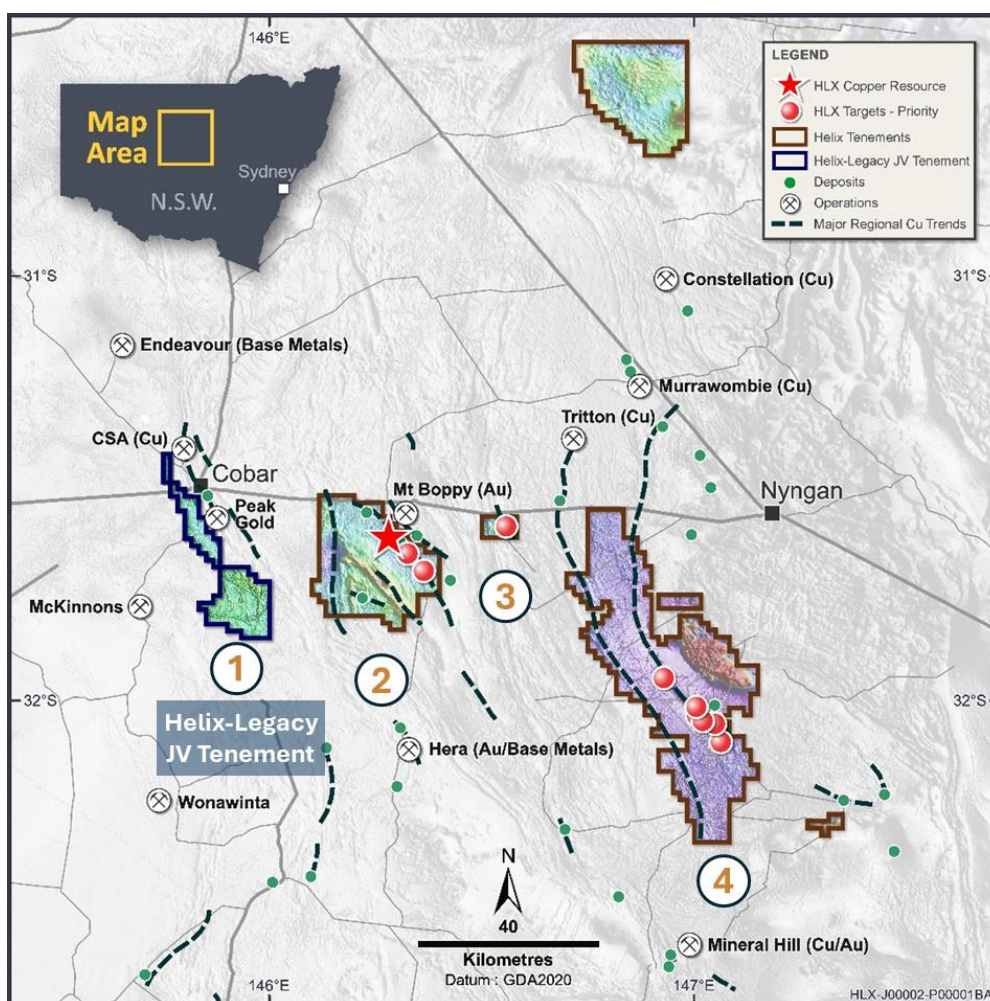 146°E
LEGEND
HLX Copper Resource
HLX Targets - Priority
Helix Tenements
Helix-Legacy JV Tenement
Deposits
Operations
Major Regional Cu Trends
Map
Area
Sydney
N.S.W.
31°S
31°S
Constellation (Cu)
Endeavour (Base Metals)
Murrawombie (Cu)
Tritton (Cu)
CSA (Cu)
Cobar
Mt Boppy (Au)
Nyngan
Peak
Gold
McKinnons
3
1
2
32°S
32°S
Helix-Legacy
JV Tenement
Hera (Au/Base Metals)
Wonawinta
N
4
40
Kilometres
Datum : GDA2020
Mineral Hill (Cu/Au)
146°E
147°E
HLX-J00002-P00001BA